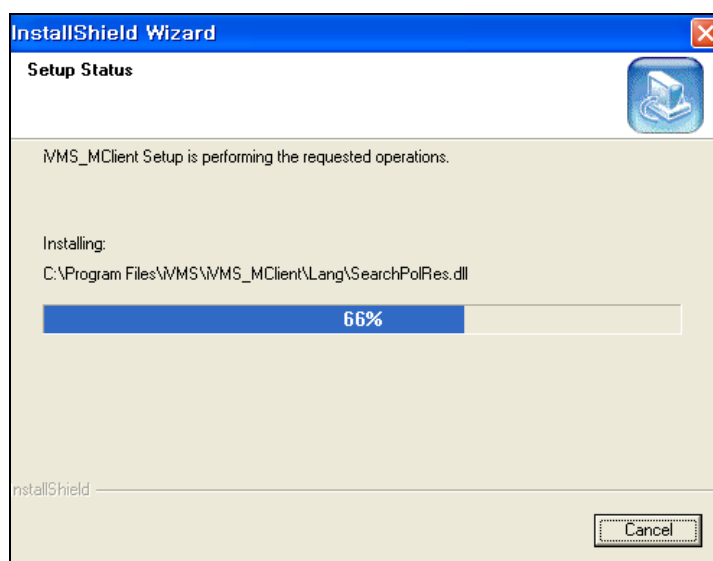 InstallShield Wizard
Setup Status
iVMS_MClient Setup is performing the requested operations.
Installing:
C:\Program Files\iVMS\iVMS_MClient\Lang\SearchPolRes.dll
66%
nstallShield
Cancel